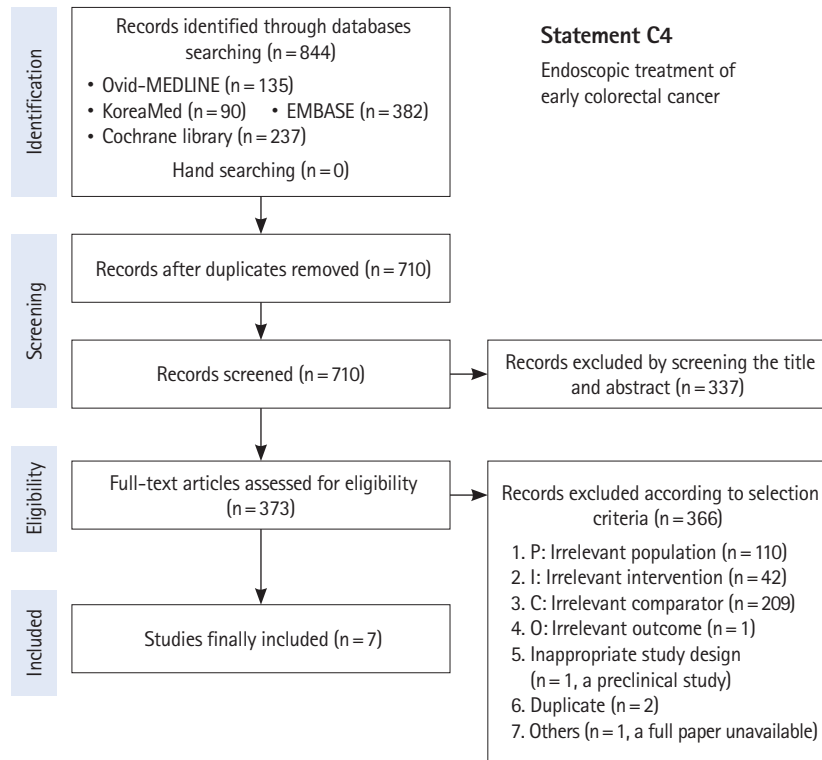 Identification
Records identified through databases
searching (n=844)
• Ovid-MEDLINE (n=135)
• KoreaMed (n=90) • EMBASE (n=382)
• Cochrane library (n=237)
Hand searching (n=0)
Statement C4
Endoscopic treatment of
early colorectal cancer
Screening
Records after duplicates removed (n=710)
Records screened (n=710)
Records excluded by screening the title
and abstract (n=337)
Eligibility
Full-text articles assessed for eligibility
(n=373)
Records excluded according to selection
criteria (n=366)
1. P: Irrelevant population (n=110)
2. I: Irrelevant intervention (n=42)
3. C: Irrelevant comparator (n=209)
4. O: Irrelevant outcome (n=1)
5. Inappropriate study design
(n=1, a preclinical study)
6. Duplicate (n=2)
7. Others (n=1, a full paper unavailable)
Included
Studies finally included (n=7)